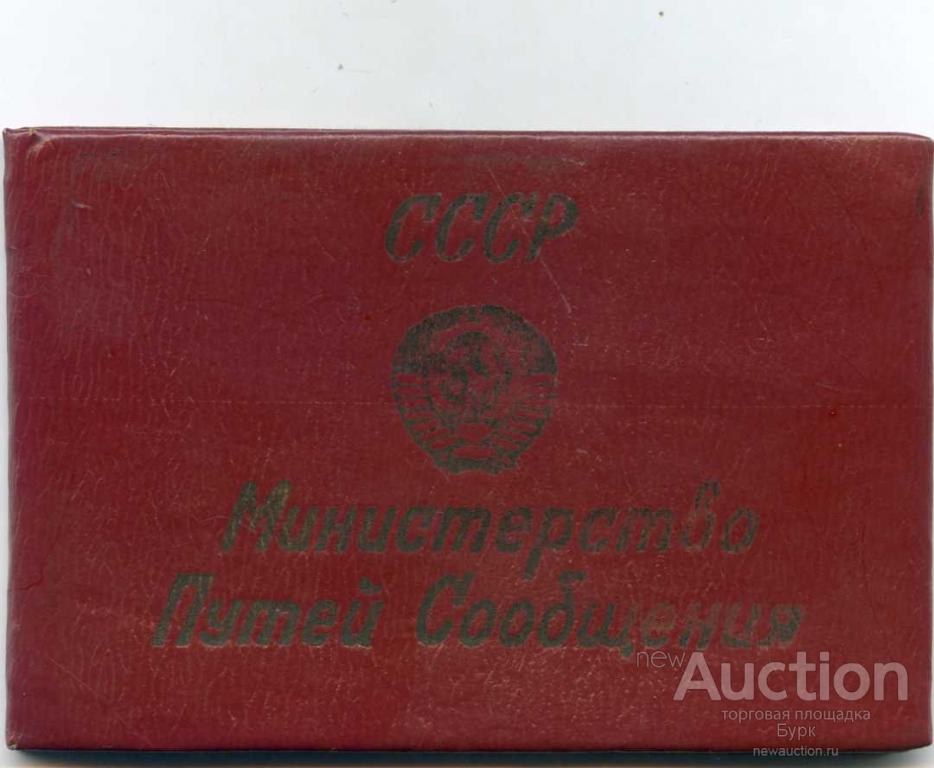 СССР
Министерство
Путей Сообщения
newAuction
торговая площадка
Бурк
newauction.ru